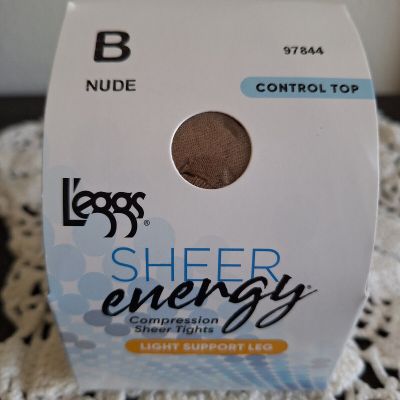 B
97844
NUDE
CONTROL TOP
L'eggs®
SHEER
energy®
Compression
Sheer Tights
LIGHT SUPPORT LEG